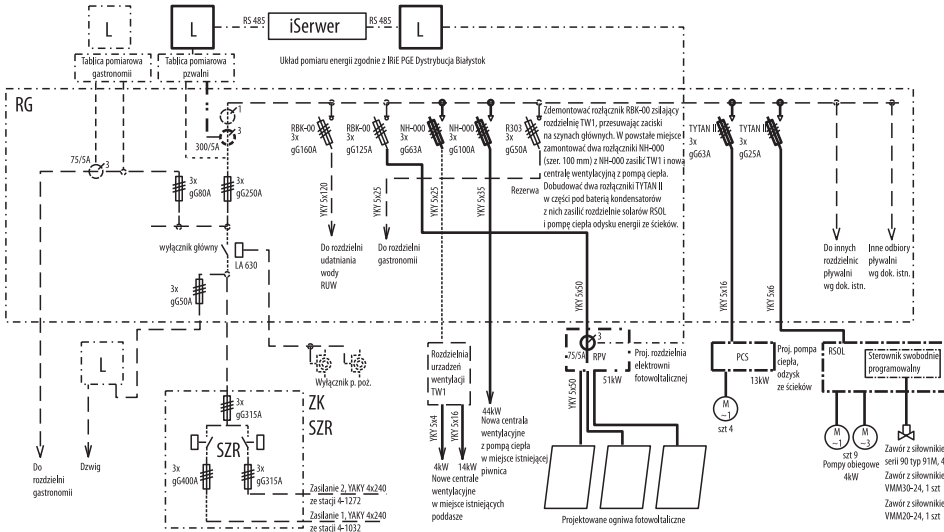 L
L
RS 485
iSerwer
RS 485
L
Tablica pomiarowa
gastronomii
Tablica pomiarowa
pzwalni
Układ pomiaru energii zgodnie z IRiE PGE Dystrybucja Białystok
RG
1
3x
3
300/5A
75/5A
3
3x
gG80A
3x
gG250A
RBK-00
3x
gG160A
RBK-00
3x
gG125A
NH-000
3x
gG63A
NH-000
3x
gG100A
R303
3x
gG50A
Rezerwa
Zdemontować rozłącznik RBK-00 zsilający
rozdzielnię TW1, przesuwając zaciski
na szynach głównych. W powstałe miejsce
zamontować dwa rozłączniki NH-000
(szer. 100 mm) z NH-000 zasilić TW1 i nową
centralę wentylacyjną z pompą ciepła.
Dobudować dwa rozłączniki TYTAN II
w części pod baterią kondensatorów
z nich zasilić rozdzielnie solarów RSOL
i pompę ciepła odysku energii ze ścieków.
TYTAN II
3x
gG63A
TYTAN II
3x
gG25A
YKY 5x120
YKY 5x25
YKY 5x25
YKY 5x35
YKY 5x50
YKY 5x16
YKY 5x6
wyłącznik główny
LA 630
3x
gG50A
Do rozdzielni
udatniania
wody
RUW
Do rozdzielni
gastronomii
Do innych
rozdzielnic
pływalni
wg dok. istn.
Inne odbiory
pływalni
wg dok. istn.
L
Wyłącznik p. poż.
Rozdzielnia
urzadzeń
wentylacji
TW1
YKY 5x4
YKY 5x16
4kW
14kW
Nowe centrale
wentylacyjne
w miejsce istniejących
poddasze
44kW
Nowa centrala
wentylacyjne
z pompą ciepła
w miejsce istniejącej
piwnica
3
75/5A
RPV
51kW
YKY 5x50
Proj. rozdzielnia
elektrowni
fotowoltaicznej
Projektowane ogniwa fotowoltaiczne
PCS
13kW
M
~1
szt 4
Proj. pompa
ciepła,
odzysk
ze ścieków
RSOL
Sterownik swobodnie
programowalny
M
~1
M
~3
szt 9
Pompy obiegowe
4kW
Zawór z siłownikie
serii 90 typ 91M, 4
Zawór z siłownikie
VMM30-24, 1 szt
Zawór z siłownikie
VMM20-24, 1 szt
Do
rozdzielni
gastronomii
Dzwig
3x
gG315A
ZK
SZR
SZR
3x
gG400A
3x
gG315A
Zasilanie 2, YAKY 4x240
ze stacji 4-1272
Zasilanie 1, YAKY 4x240
ze stacji 4-1032